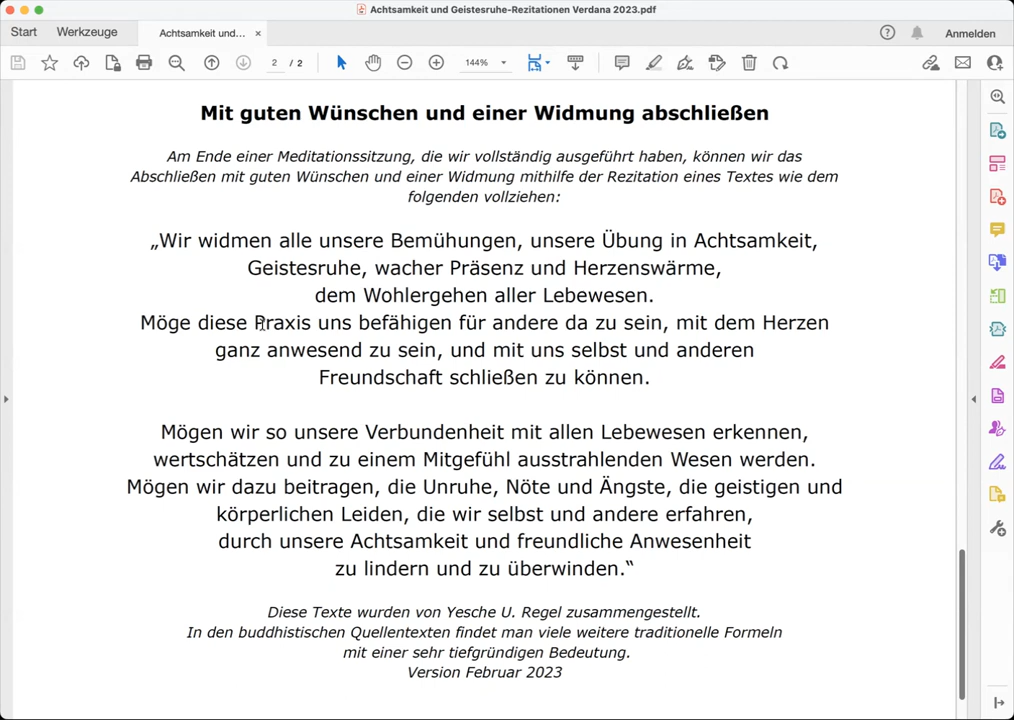 Achtsamkeit und Geistesruhe-Rezitationen Verdana 2023.pdf
Start Werkzeuge Achtsamkeit und... × Anmelden
2 / 2 144%
Mit guten Wünschen und einer Widmung abschließen
Am Ende einer Meditationssitzung, die wir vollständig ausgeführt haben, können wir das
Abschließen mit guten Wünschen und einer Widmung mithilfe der Rezitation eines Textes wie dem
folgenden vollziehen:
„Wir widmen alle unsere Bemühungen, unsere Übung in Achtsamkeit,
Geistesruhe, wacher Präsenz und Herzenswärme,
dem Wohlergehen aller Lebewesen.
Möge diese Praxis uns befähigen für andere da zu sein, mit dem Herzen
ganz anwesend zu sein, und mit uns selbst und anderen
Freundschaft schließen zu können.
Mögen wir so unsere Verbundenheit mit allen Lebewesen erkennen,
wertschätzen und zu einem Mitgefühl ausstrahlenden Wesen werden.
Mögen wir dazu beitragen, die Unruhe, Nöte und Ängste, die geistigen und
körperlichen Leiden, die wir selbst und andere erfahren,
durch unsere Achtsamkeit und freundliche Anwesenheit
zu lindern und zu überwinden.“
Diese Texte wurden von Yesche U. Regel zusammengestellt.
In den buddhistischen Quellentexten findet man viele weitere traditionelle Formeln
mit einer sehr tiefgründigen Bedeutung.
Version Februar 2023